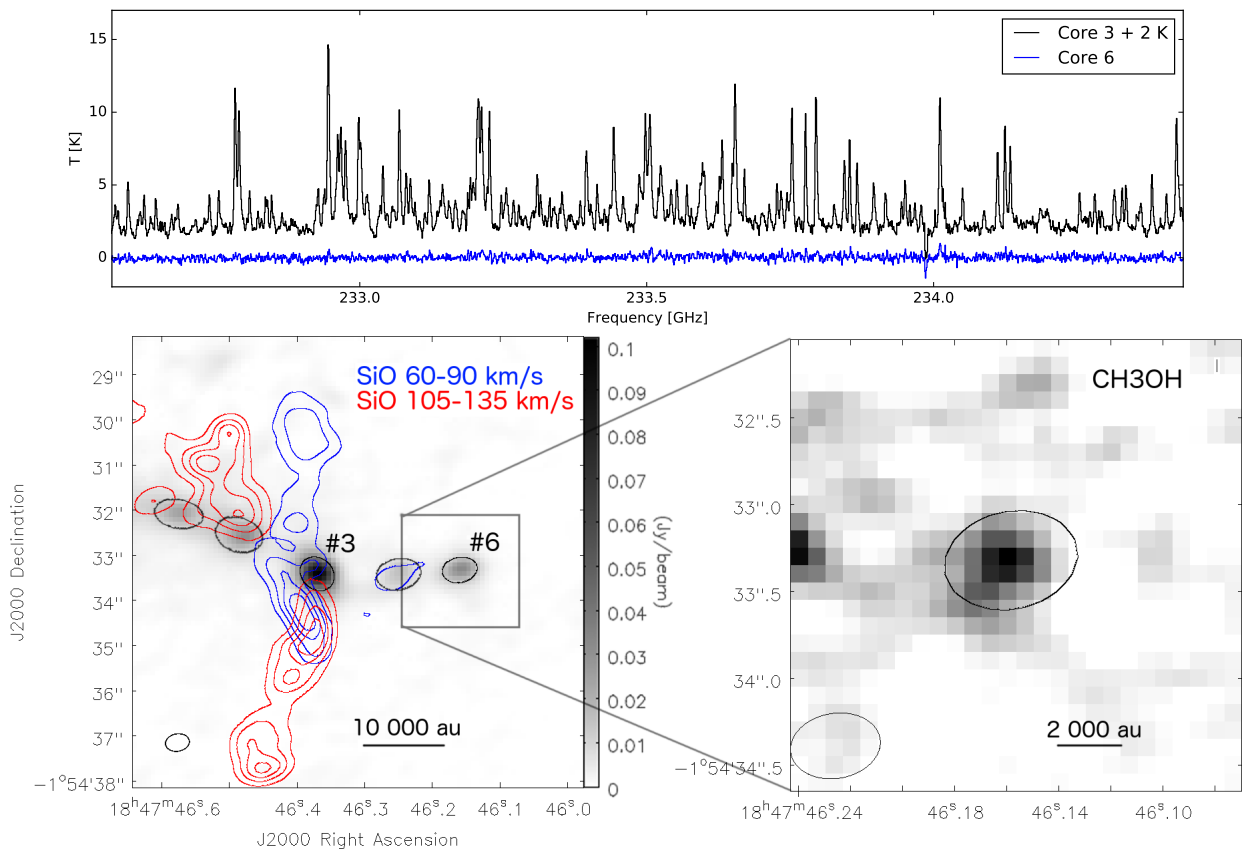 15
10
5
0
T [K]
Core 3 + 2 K
Core 6
233.0
233.5
234.0
Frequency [GHz]
SiO 60-90 km/s
SiO 105-135 km/s
#3
#6
10 000 au
29''
30''
31''
32''
33''
34''
35''
36''
37''
−1°54'38''
J2000 Declination
18ʰ47ᵐ46ˢ.6
46ˢ.4
46ˢ.3
46ˢ.2
46ˢ.1
46ˢ.0
J2000 Right Ascension
0.1
0.09
0.08
0.07
0.06
0.05
0.04
0.03
0.02
0.01
0
(Jy/beam)
CH3OH
2 000 au
32''.5
33''.0
33''.5
34''.0
−1°54'34''.5
18ʰ47ᵐ46ˢ.24
46ˢ.18
46ˢ.14
46ˢ.10